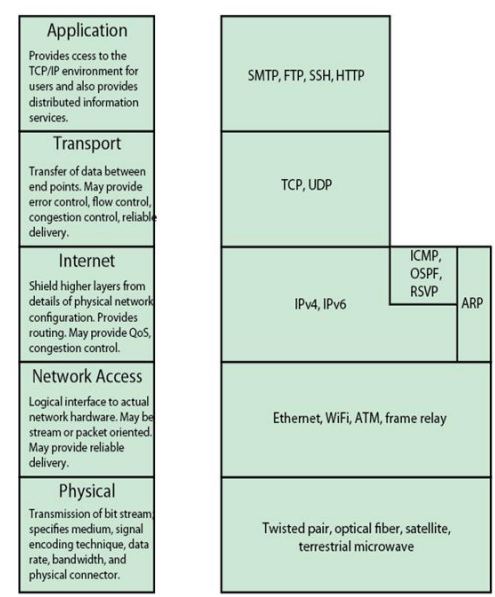 Application
Provides ccess to the
TCP/IP environment for
users and also provides
distributed information
services.
SMTP, FTP, SSH, HTTP
Transport
Transfer of data between
end points. May provide
error control, flow control,
congestion control, reliable
delivery.
TCP, UDP
Internet
Shield higher layers from
details of physical network
configuration. Provides
routing. May provide QoS,
congestion control.
IPv4, IPv6
ICMP,
OSPF,
RSVP
ARP
Network Access
Logical interface to actual
network hardware. May be
stream or packet oriented.
May provide reliable
delivery.
Ethernet, WiFi, ATM, frame relay
Physical
Transmission of bit stream;
specifies medium, signal
encoding technique, data
rate, bandwidth, and
physical connector.
Twisted pair, optical fiber, satellite,
terrestrial microwave